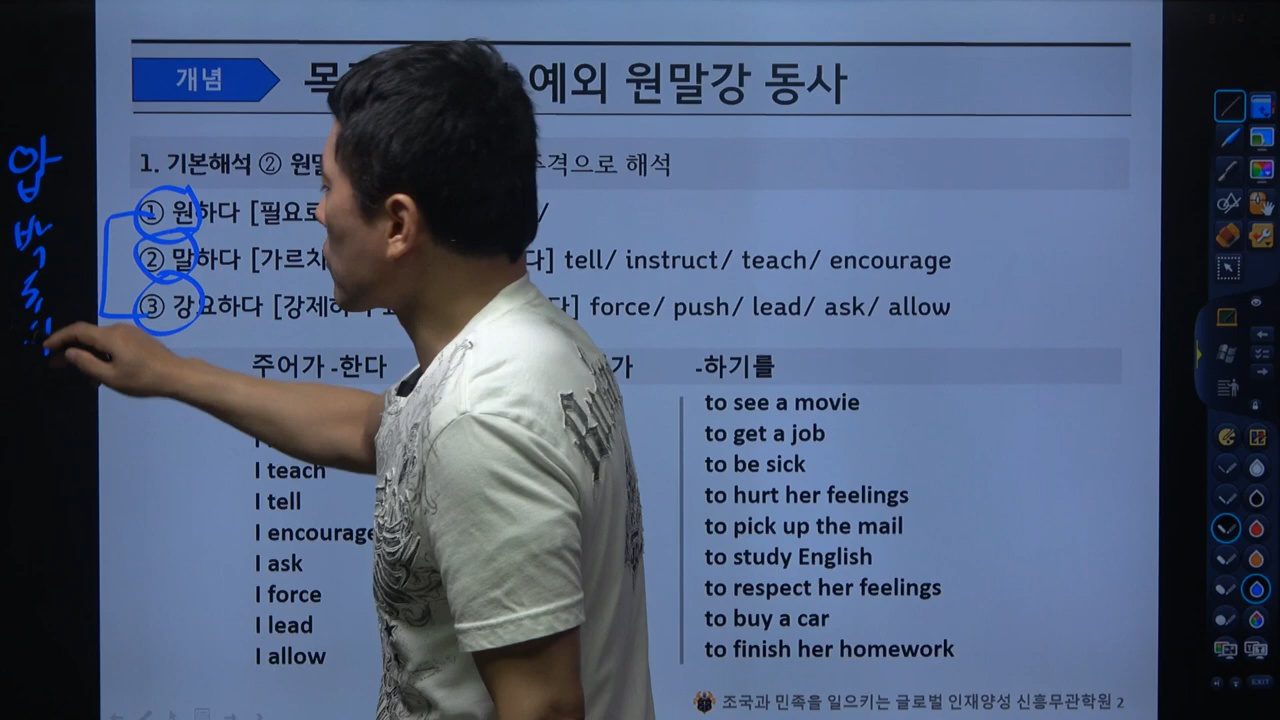 개념
예외 원말강 동사
1. 기본해석 ② 원말 으로 해석
① 원하다 [필요로 /
② 말하다 [가르치 다] tell/ instruct/ teach/ encourage
③ 강요하다 [강제하 다] force/ push/ lead/ ask/ allow
압박
주어가 -한다 가 -하기를
to see a movie
to get a job
I teach to be sick
I tell to hurt her feelings
I encourage to pick up the mail
I ask to study English
I force to respect her feelings
I lead to buy a car
I allow to finish her homework
조국과 민족을 일으키는 글로벌 인재양성 신흥무관학원 2
EXIT